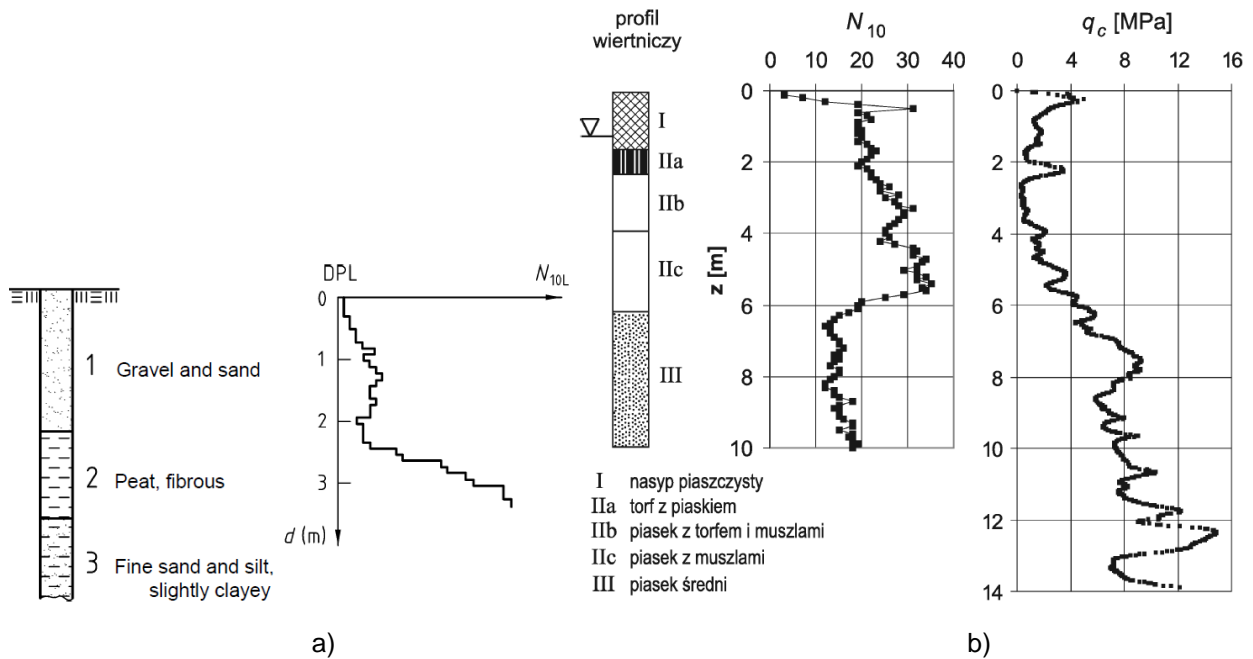 DPL
N10L
0
1
2
3
d (m)
1 Gravel and sand
2 Peat, fibrous
3 Fine sand and silt,
slightly clayey
a)
profil
wiertniczy
I
IIa
IIb
IIc
III
I nasyp piaszczysty
IIa torf z piaskiem
IIb piasek z torfem i muszlami
IIc piasek z muszlami
III piasek średni
N10
0 10 20 30 40
z [m]
0
2
4
6
8
10
qc [MPa]
0 4 8 12 16
0
2
4
6
8
10
12
14
b)